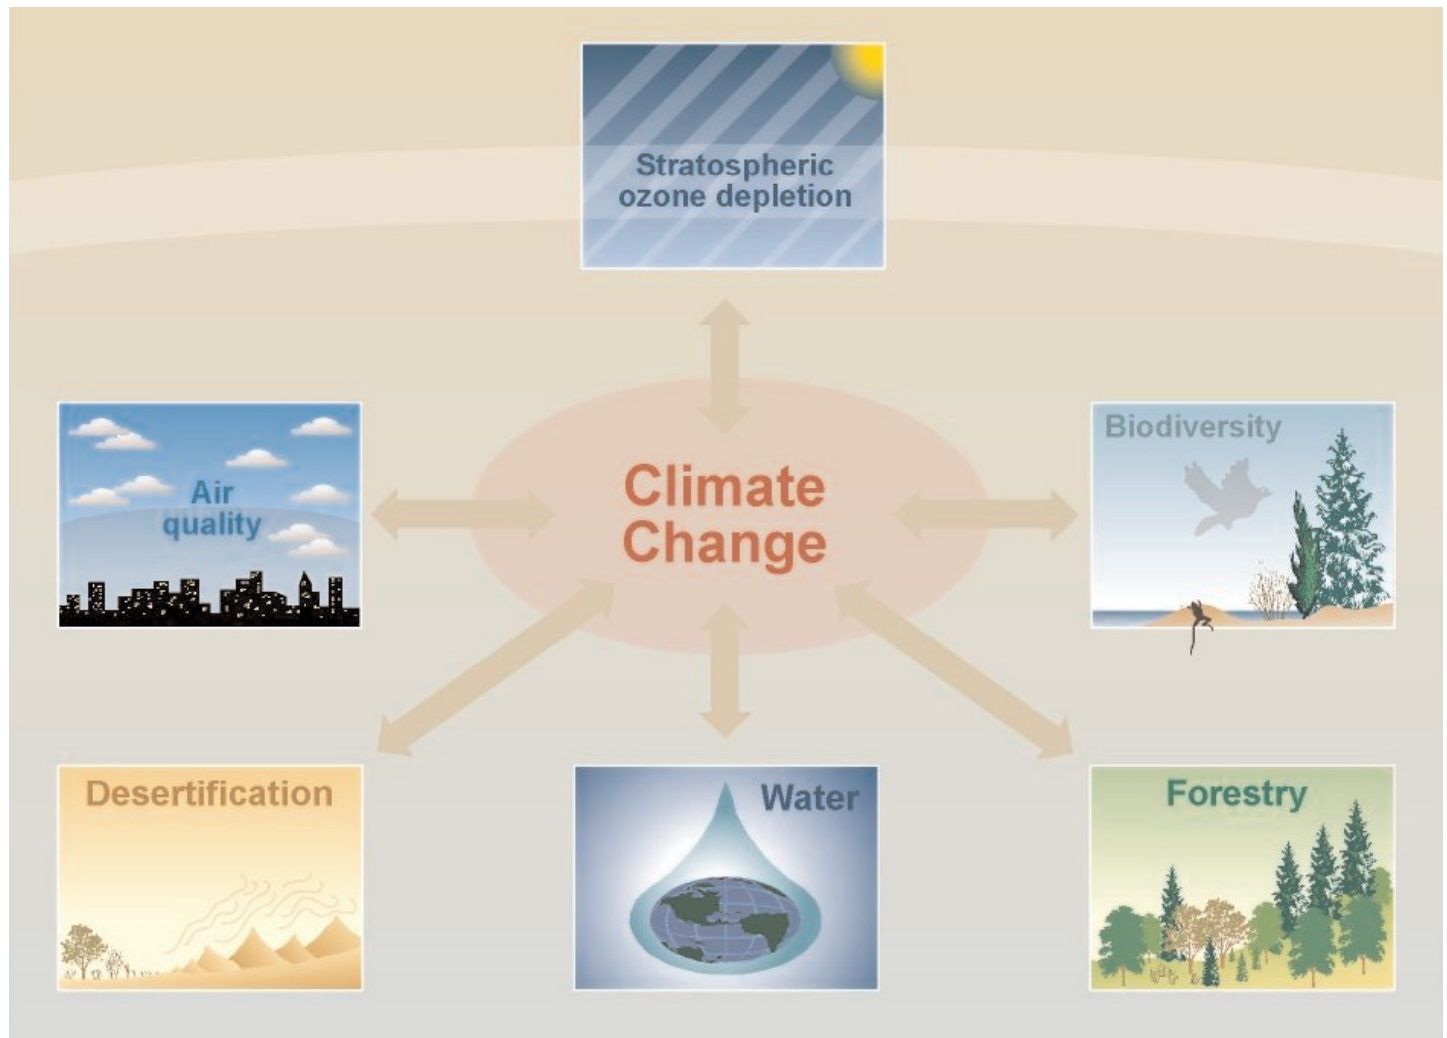 Stratospheric
ozone depletion
Air
quality
Climate
Change
Biodiversity
Desertification
Water
Forestry